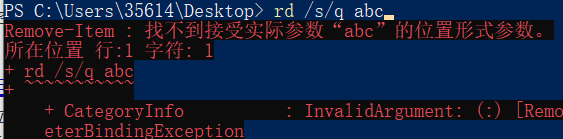 PS C:\Users\35614\Desktop> rd /s/q abc
Remove-Item : 找不到接受实际参数“abc”的位置形式参数。
所在位置 行:1 字符: 1
+ rd /s/q abc
+ ~~~~~~~~~~~
+ CategoryInfo : InvalidArgument: (:) [Remo
eterBindingException